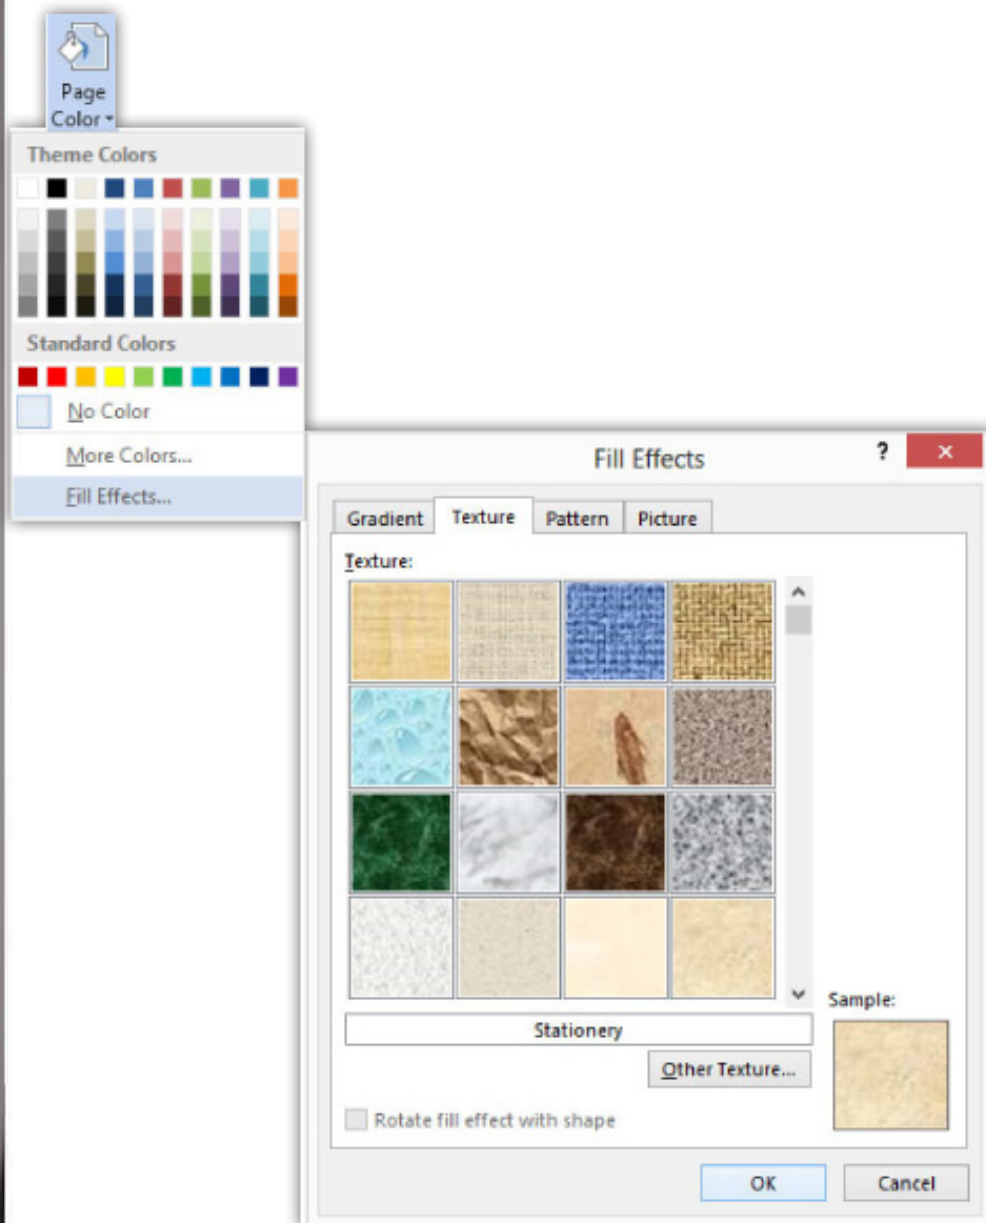 Page
Color
Theme Colors
Standard Colors
No Color
More Colors...
Fill Effects...
Fill Effects
?
Gradient Texture Pattern Picture
Texture:
Sample:
Stationery
Other Texture...
Rotate fill effect with shape
OK Cancel